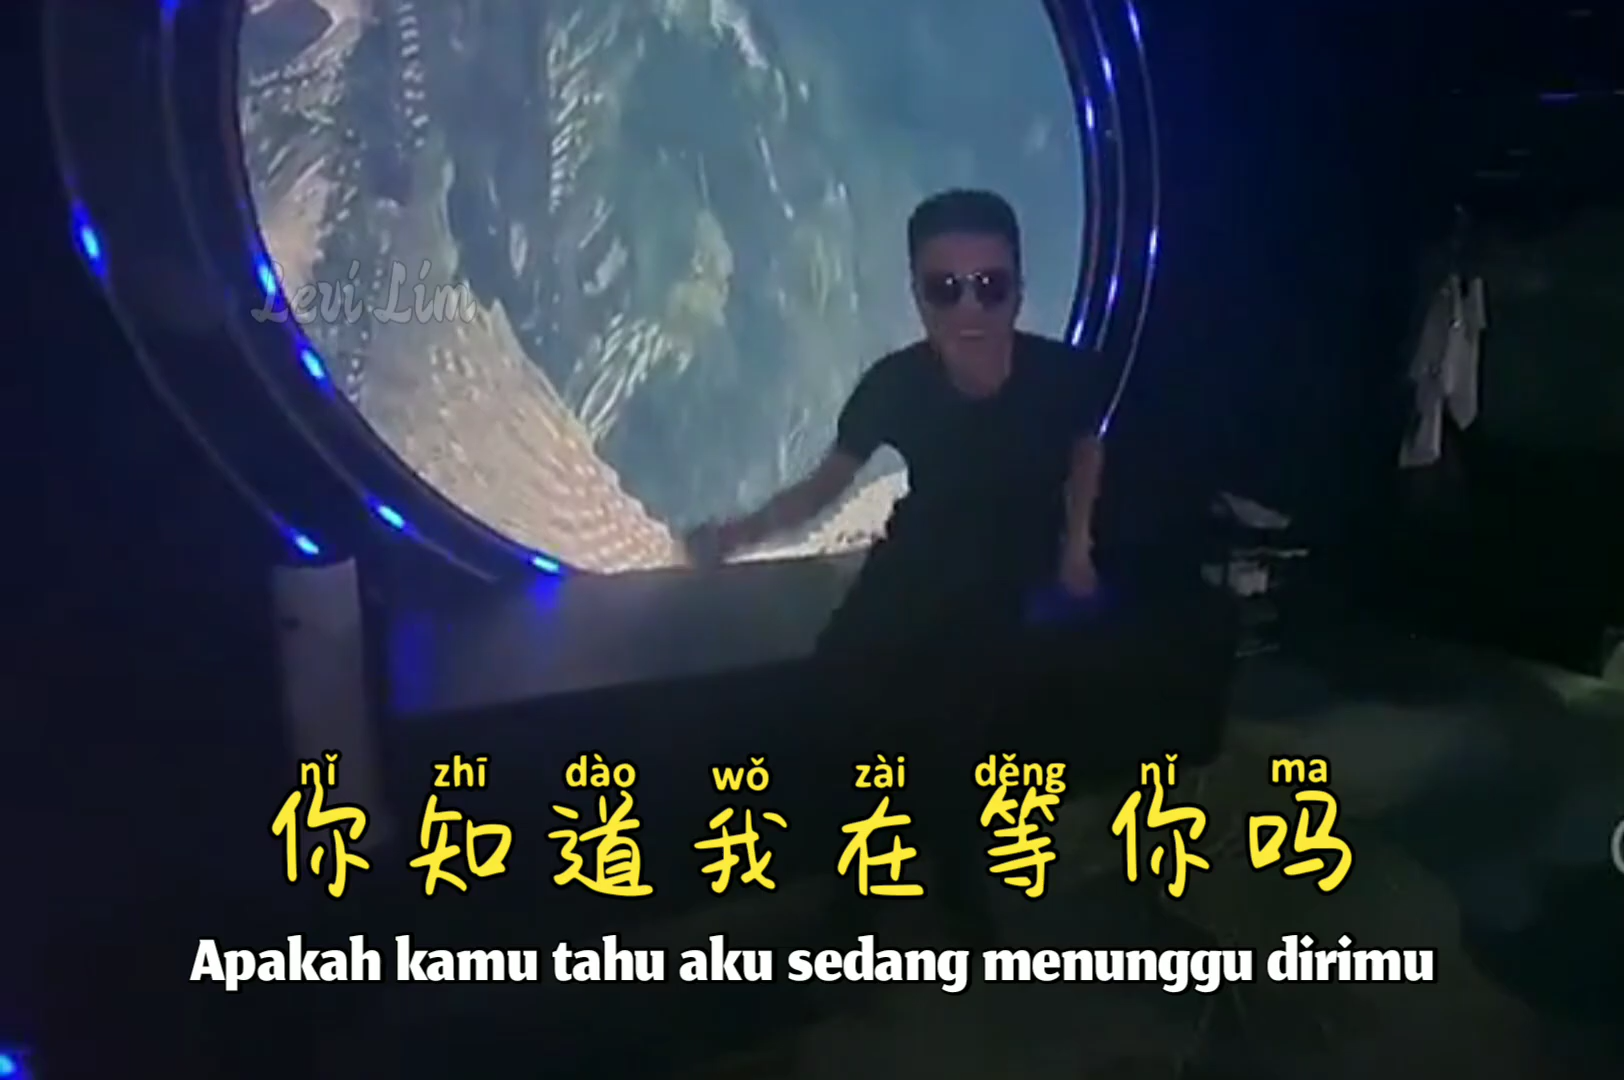 Levi Lim
nǐ zhī dào wǒ zài děng nǐ ma
你知道我在等你吗
Apakah kamu tahu aku sedang menunggu dirimu